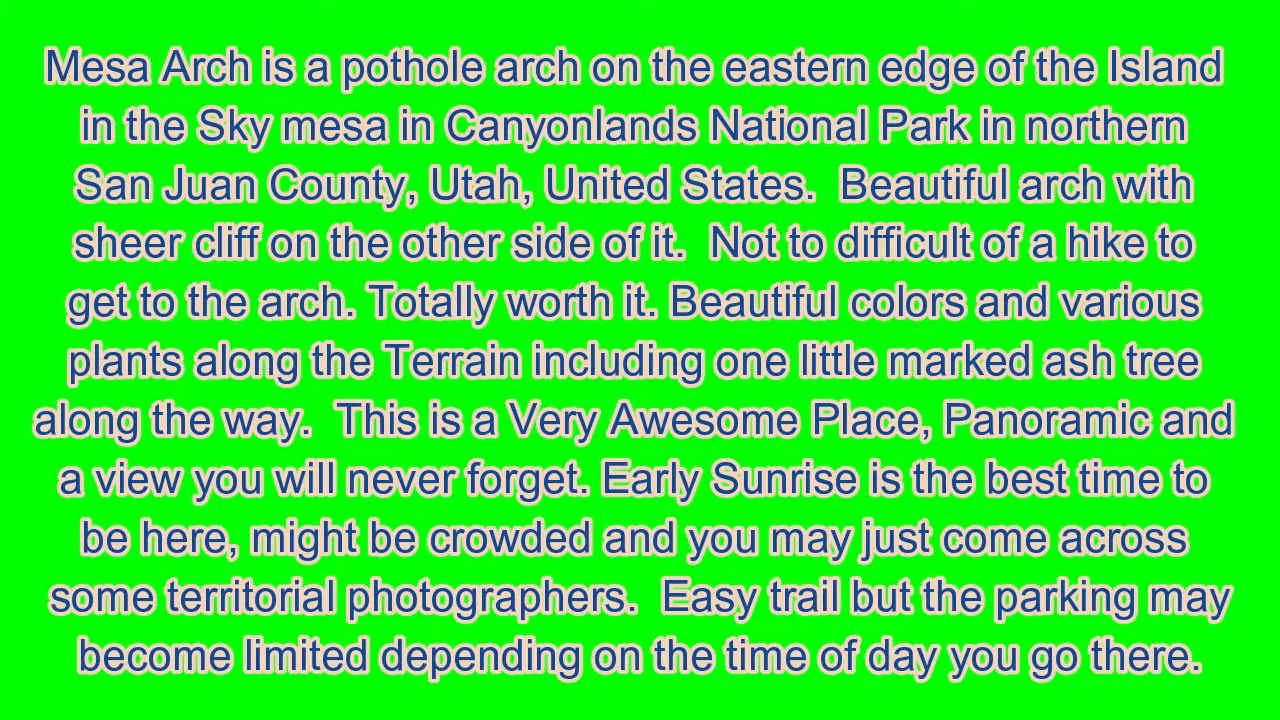 Mesa Arch is a pothole arch on the eastern edge of the Island
in the Sky mesa in Canyonlands National Park in northern
San Juan County, Utah, United States.  Beautiful arch with
sheer cliff on the other side of it.  Not to difficult of a hike to
get to the arch. Totally worth it. Beautiful colors and various
plants along the Terrain including one little marked ash tree
along the way.  This is a Very Awesome Place, Panoramic and
a view you will never forget. Early Sunrise is the best time to
be here, might be crowded and you may just come across
some territorial photographers.  Easy trail but the parking may
become limited depending on the time of day you go there.